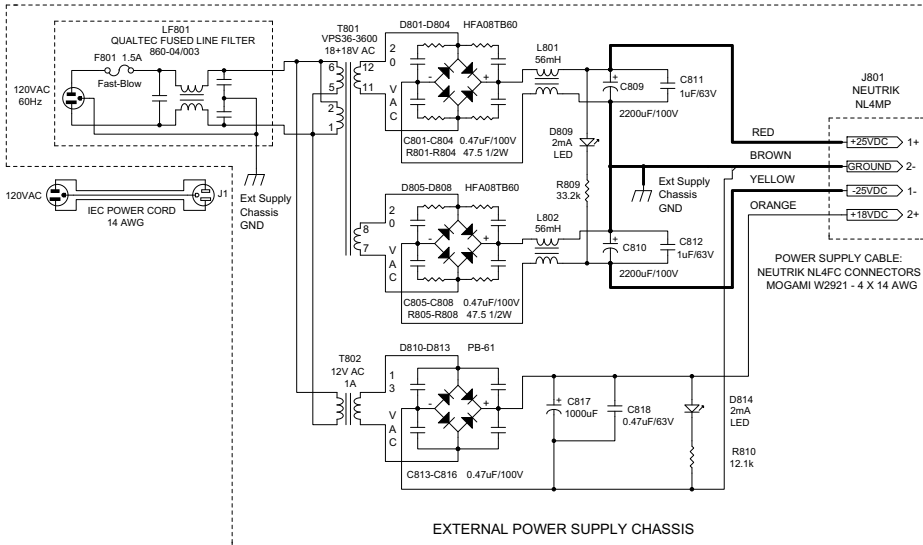 LF801
QUALTEC FUSED LINE FILTER
860-04/003
F801 1.5A
Fast-Blow
120VAC
60Hz
120VAC
J1
IEC POWER CORD
14 AWG
Ext Supply
Chassis
GND
T801
VPS36-3600
18+18V AC
6
5
2
1
12
11
8
7
D801-D804 HFA08TB60
2
0
V
A
C
-
+
C801-C804 0.47uF/100V
R801-R804 47.5 1/2W
L801
56mH
+
C809
2200uF/100V
C811
1uF/63V
D809
2mA
LED
R809
33.2k
Ext Supply
Chassis
GND
D805-D808 HFA08TB60
2
0
V
A
C
-
+
C805-C808 0.47uF/100V
R805-R808 47.5 1/2W
L802
56mH
+
C810
2200uF/100V
C812
1uF/63V
J801
NEUTRIK
NL4MP
RED
+25VDC 1+
BROWN
GROUND 2-
YELLOW
-25VDC 1-
ORANGE
+18VDC 2+
POWER SUPPLY CABLE:
NEUTRIK NL4FC CONNECTORS
MOGAMI W2921 - 4 X 14 AWG
T802
12V AC
1A
D810-D813 PB-61
1
3
V
A
C
-
+
C813-C816 0.47uF/100V
+
C817
1000uF
C818
0.47uF/63V
D814
2mA
LED
R810
12.1k
EXTERNAL POWER SUPPLY CHASSIS